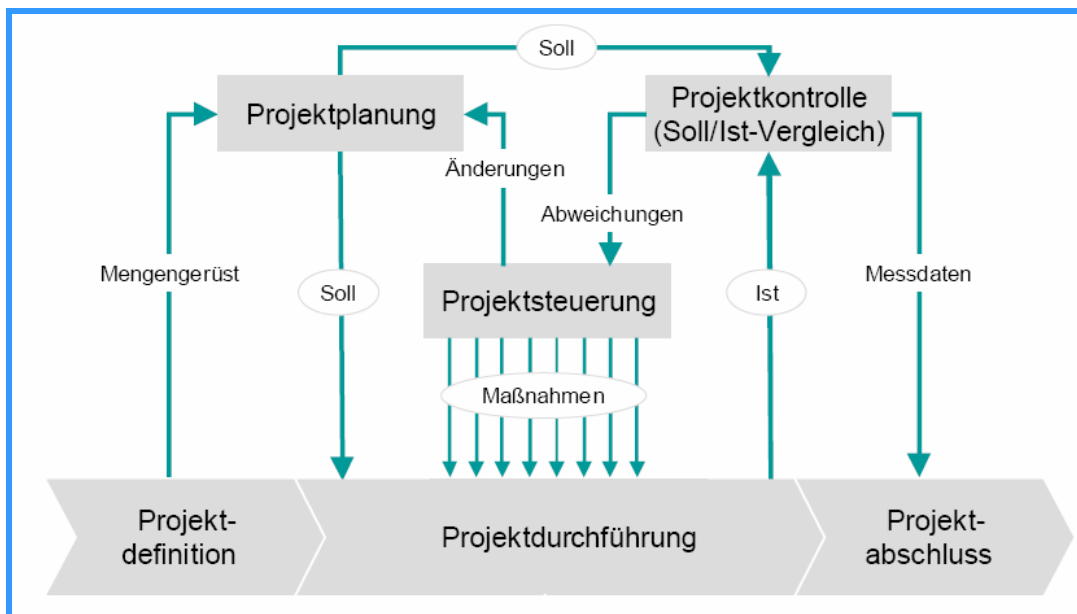 Soll
Projektplanung
Projektkontrolle
(Soll/Ist-Vergleich)
Änderungen
Abweichungen
Mengengerüst
Soll
Projektsteuerung
Ist
Messdaten
Maßnahmen
Projekt-
definition
Projektdurchführung
Projekt-
abschluss